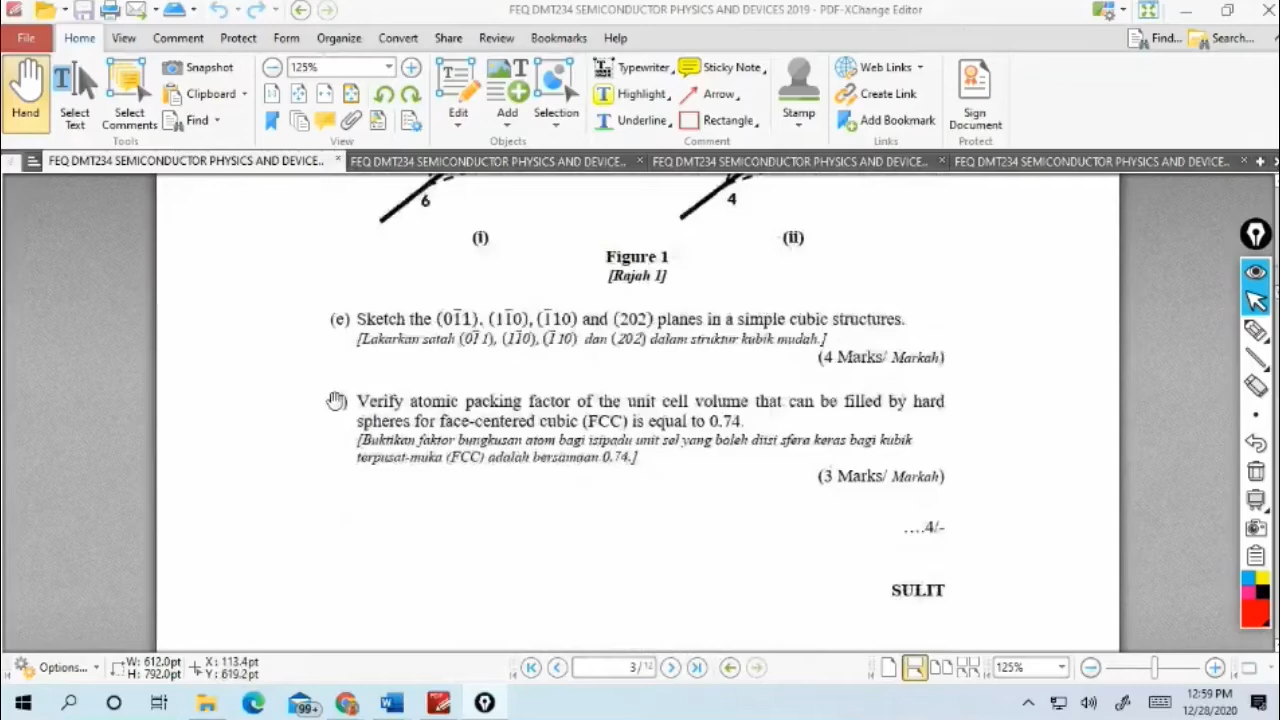 FEQ DMT234 SEMICONDUCTOR PHYSICS AND DEVICES 2019 - PDF-XChange Editor
File Home View Comment Protect Form Organize Convert Share Review Bookmarks Help Find... Search...
Hand
Select Text
Select Comments
Snapshot
Clipboard
Find
Tools
125%
View
Edit
Add
Selection
Objects
Typewriter
Highlight
Underline
Sticky Note
Arrow
Rectangle
Stamp
Comment
Web Links
Create Link
Add Bookmark
Links
Sign Document
Protect
FEQ DMT234 SEMICONDUCTOR PHYSICS AND DEVICE.. FEQ DMT234 SEMICONDUCTOR PHYSICS AND DEVICE... FEQ DMT234 SEMICONDUCTOR PHYSICS AND DEVICE.. FEQ DMT234 SEMICONDUCTOR PHYSICS AND DEVICE..
6 4
(i) (ii)
Figure 1
[Rajah 1]
(e) Sketch the (01̅1), (11̅0), (1̅10) and (202) planes in a simple cubic structures.
[Lakarkan satah (01̅1), (11̅0), (1̅10) dan (202) dalam struktur kubik mudah.]
(4 Marks/ Markah)
) Verify atomic packing factor of the unit cell volume that can be filled by hard
spheres for face-centered cubic (FCC) is equal to 0.74.
[Buktikan faktor bungkusan atom bagi isipadu unit sel yang boleh diisi sfera keras bagi kubik
terpusat-muka (FCC) adalah bersamaan 0.74.]
(3 Marks/ Markah)
....4/-
SULIT
Options... W: 612.0pt X: 113.4pt 3 / 12 125%
H: 792.0pt Y: 619.2pt
99+
12:59 PM
12/28/2020